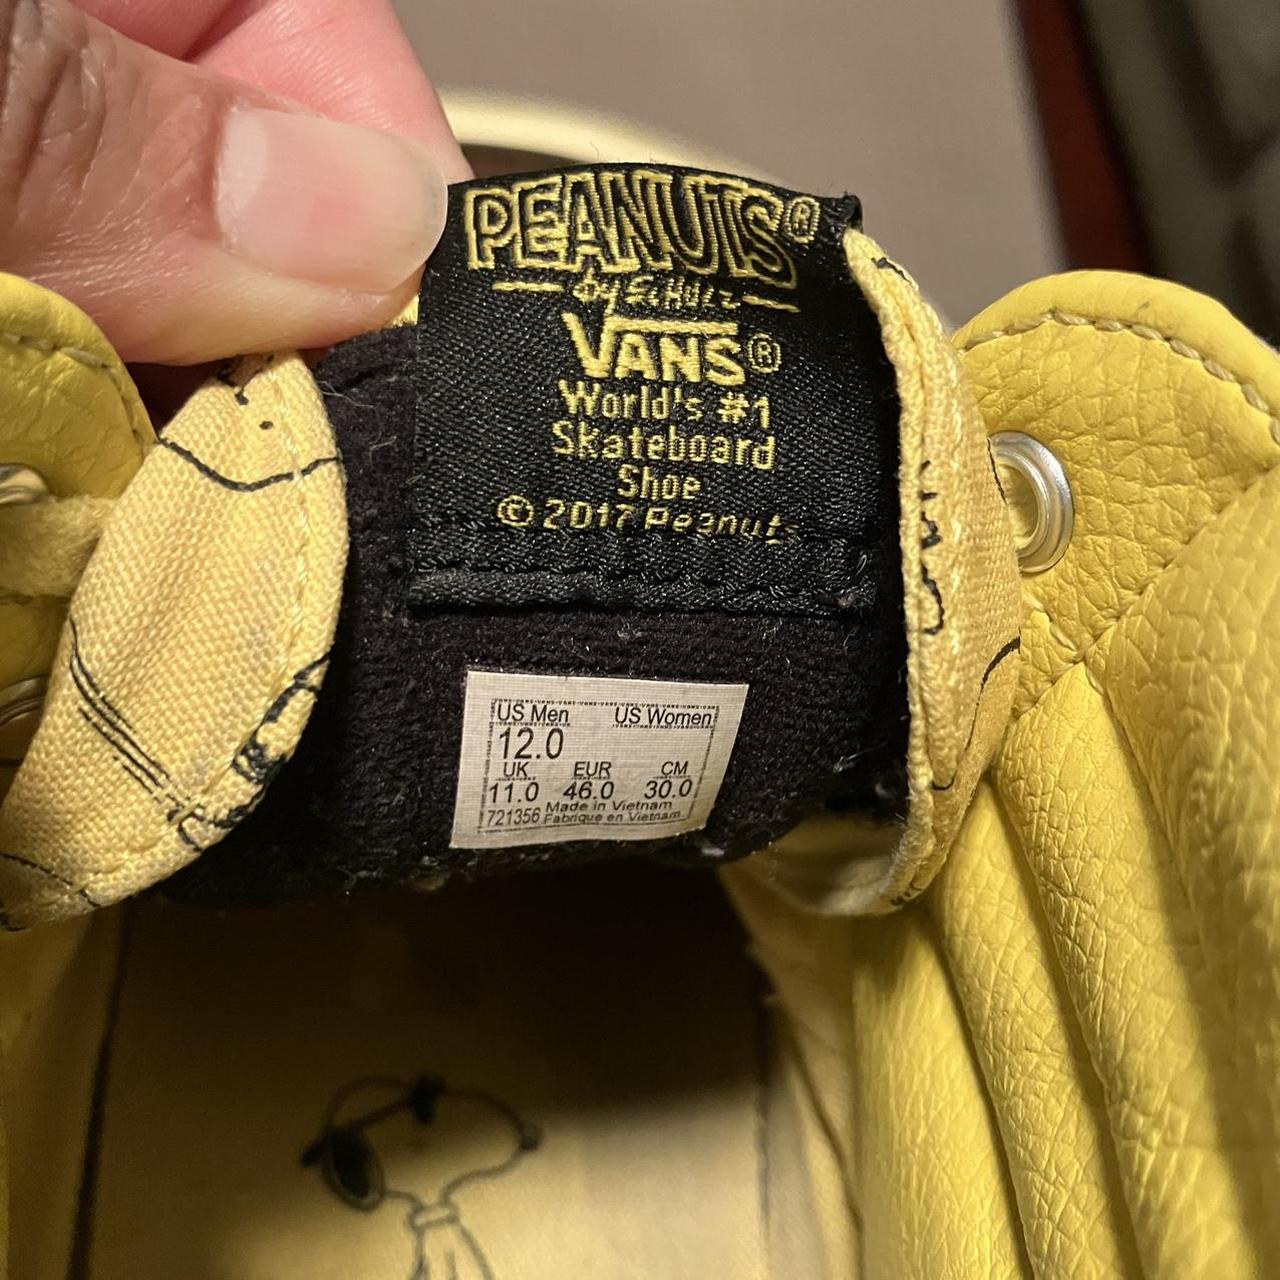 PEANUTS®
by SCHULZ
VANS®
World's #1
Skateboard
Shoe
© 2017 Peanuts
US Men US Women
12.0
UK EUR CM
11.0 46.0 30.0
721356 Made in Vietnam
Fabriqué en Vietnam